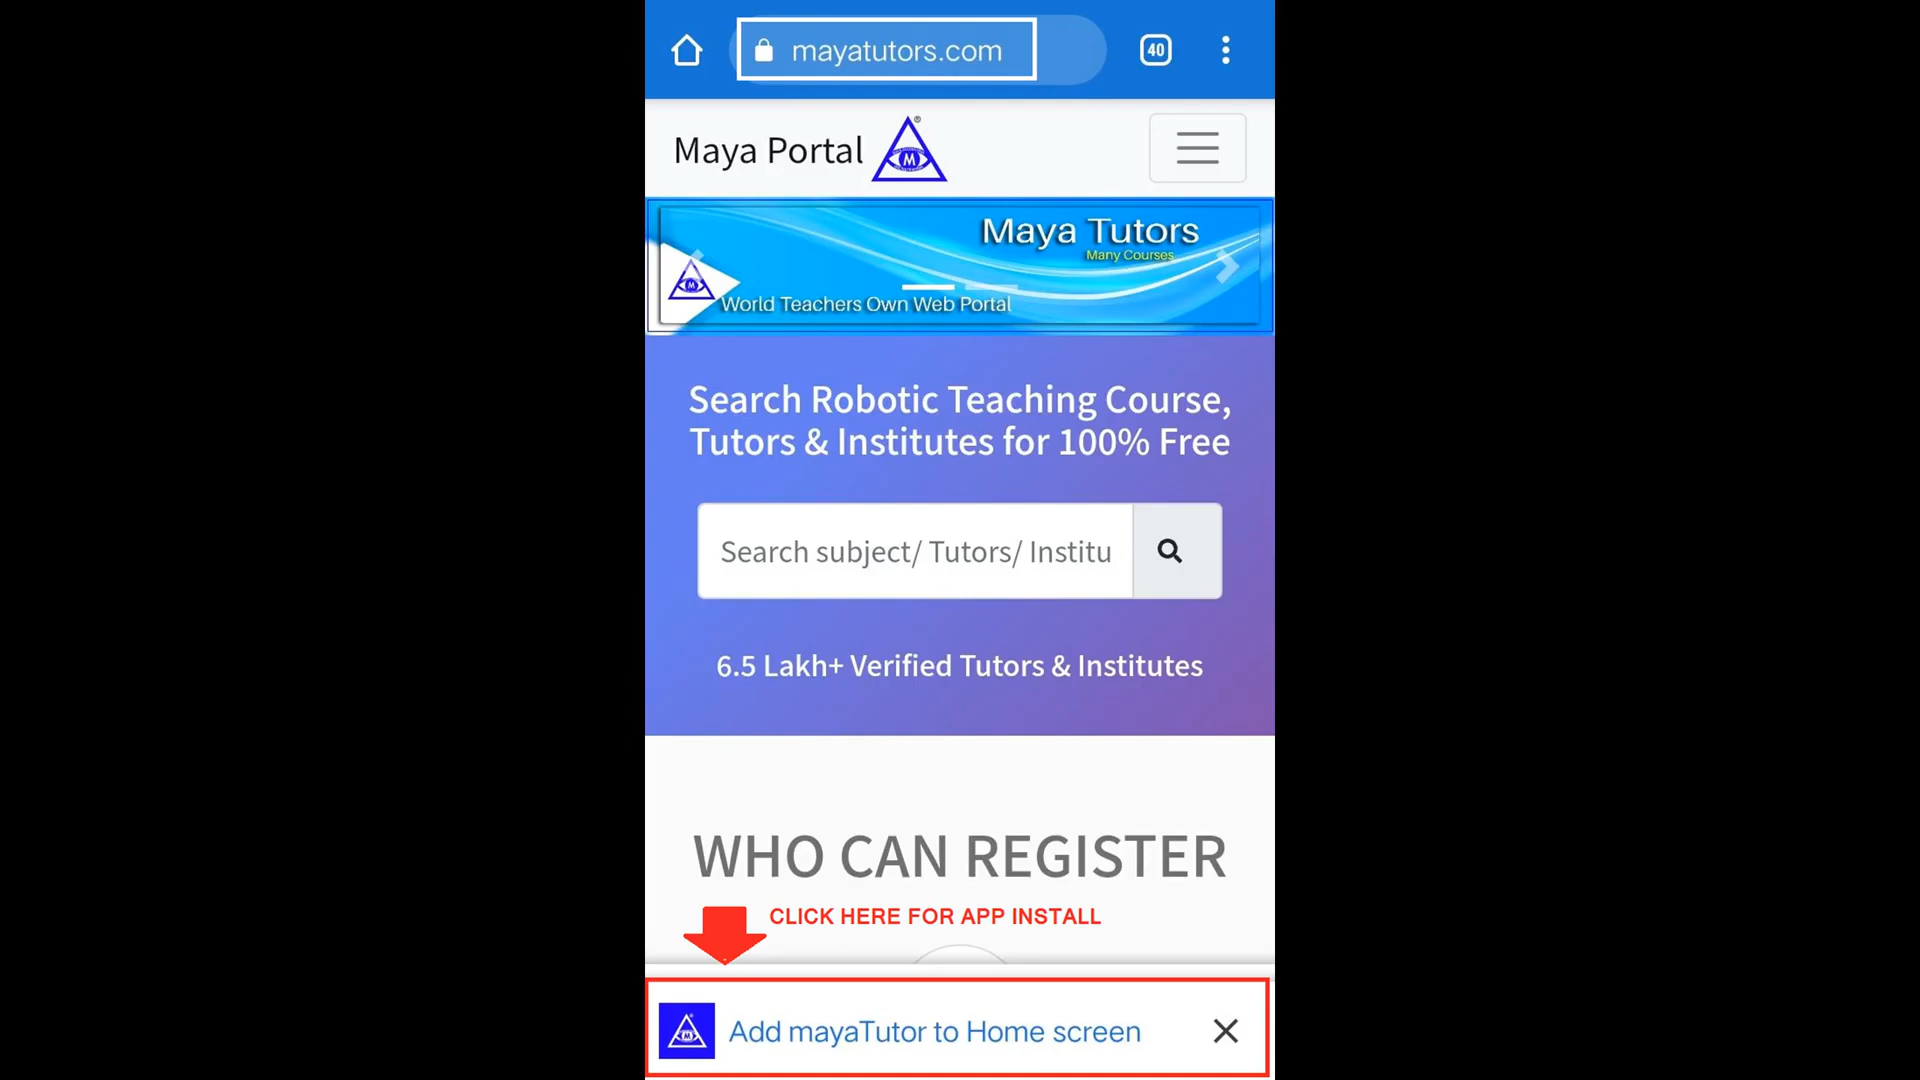 mayatutors.com
40
Maya Portal
M
®
Maya Tutors
Many Courses
M
World Teachers Own Web Portal
Search Robotic Teaching Course,
Tutors & Institutes for 100% Free
Search subject/ Tutors/ Institu
6.5 Lakh+ Verified Tutors & Institutes
WHO CAN REGISTER
CLICK HERE FOR APP INSTALL
M
Add mayaTutor to Home screen